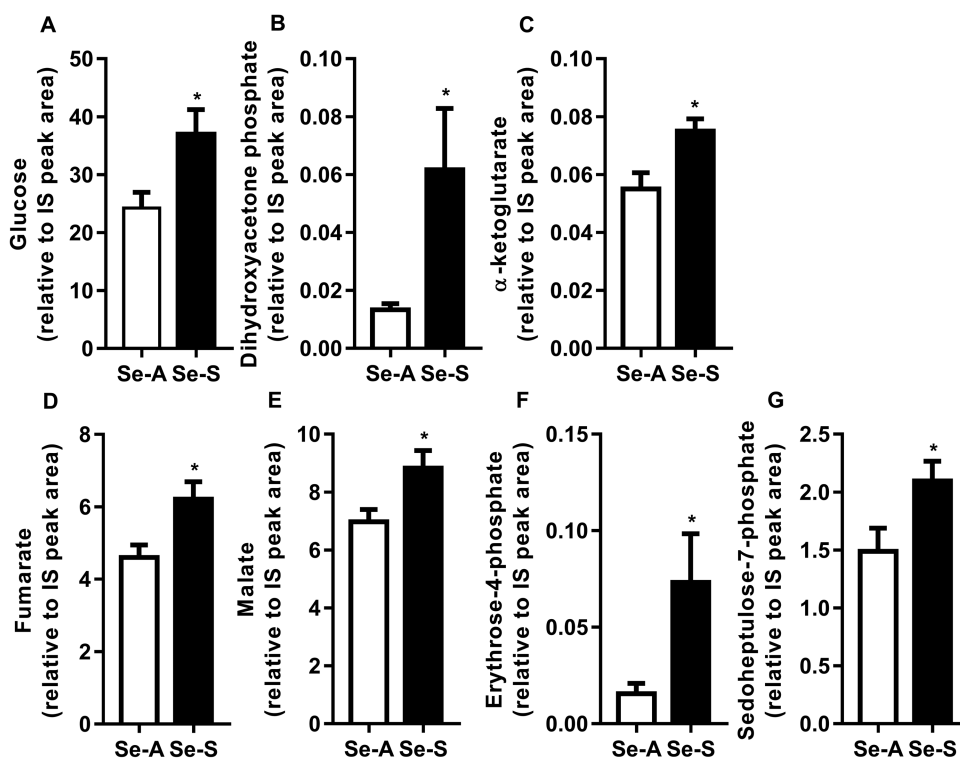 A
Glucose
(relative to IS peak area)
50
40
30
20
10
0
*
Se-A Se-S
B
Dihydroxyacetone phosphate
(relative to IS peak area)
0.10
0.08
0.06
0.04
0.02
0.00
*
Se-A Se-S
C
α-ketoglutarate
(relative to IS peak area)
0.10
0.08
0.06
0.04
0.02
0.00
*
Se-A Se-S
D
Fumarate
(relative to IS peak area)
8
6
4
2
0
*
Se-A Se-S
E
Malate
(relative to IS peak area)
10
8
6
4
2
0
*
Se-A Se-S
F
Erythrose-4-phosphate
(relative to IS peak area)
0.15
0.10
0.05
0.00
*
Se-A Se-S
G
Sedoheptulose-7-phosphate
(relative to IS peak area)
2.5
2.0
1.5
1.0
0.5
0.0
*
Se-A Se-S